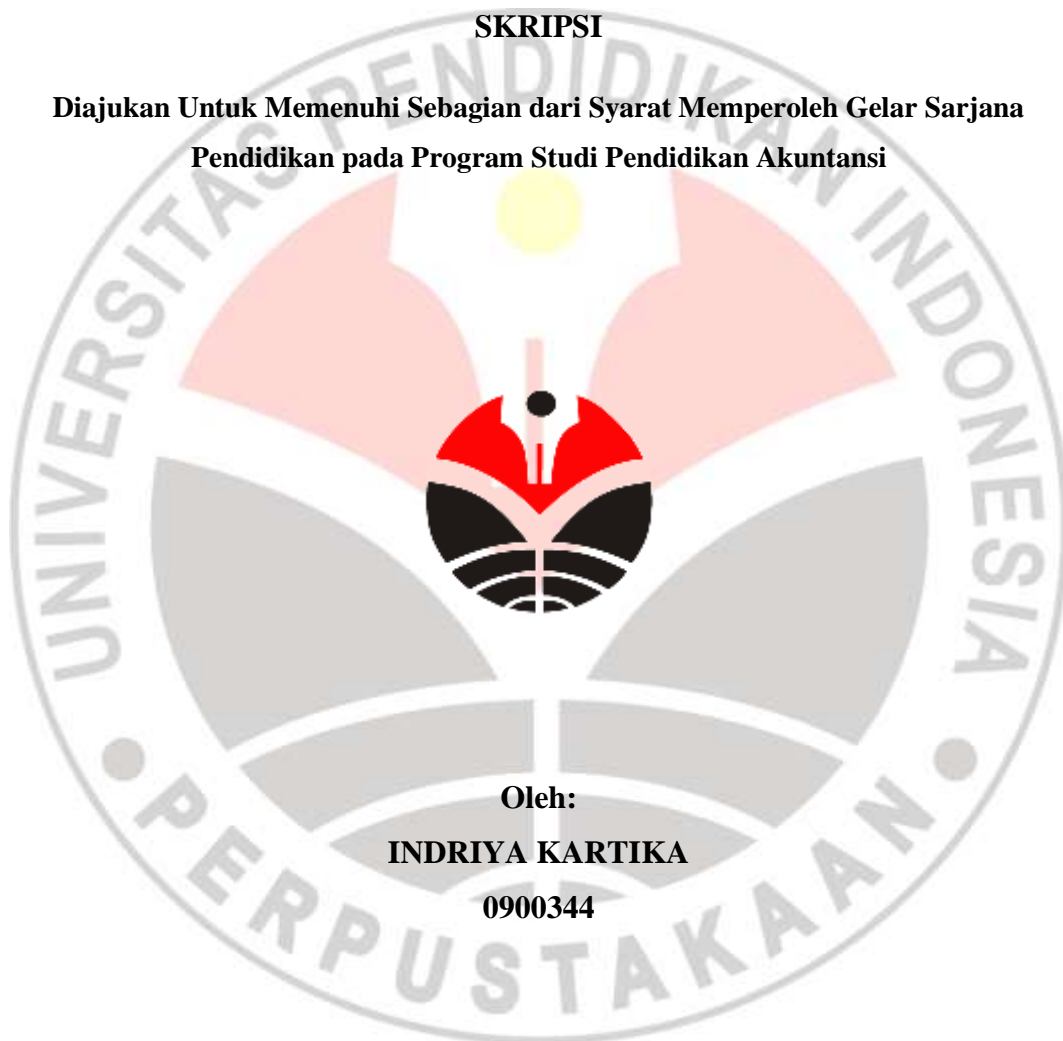 SKRIPSI
Diajukan Untuk Memenuhi Sebagian dari Syarat Memperoleh Gelar Sarjana
Pendidikan pada Program Studi Pendidikan Akuntansi
UNIVERSITAS PENDIDIKAN INDONESIA
Oleh:
INDRIYA KARTIKA
0900344
• PERPUSTAKAAN •